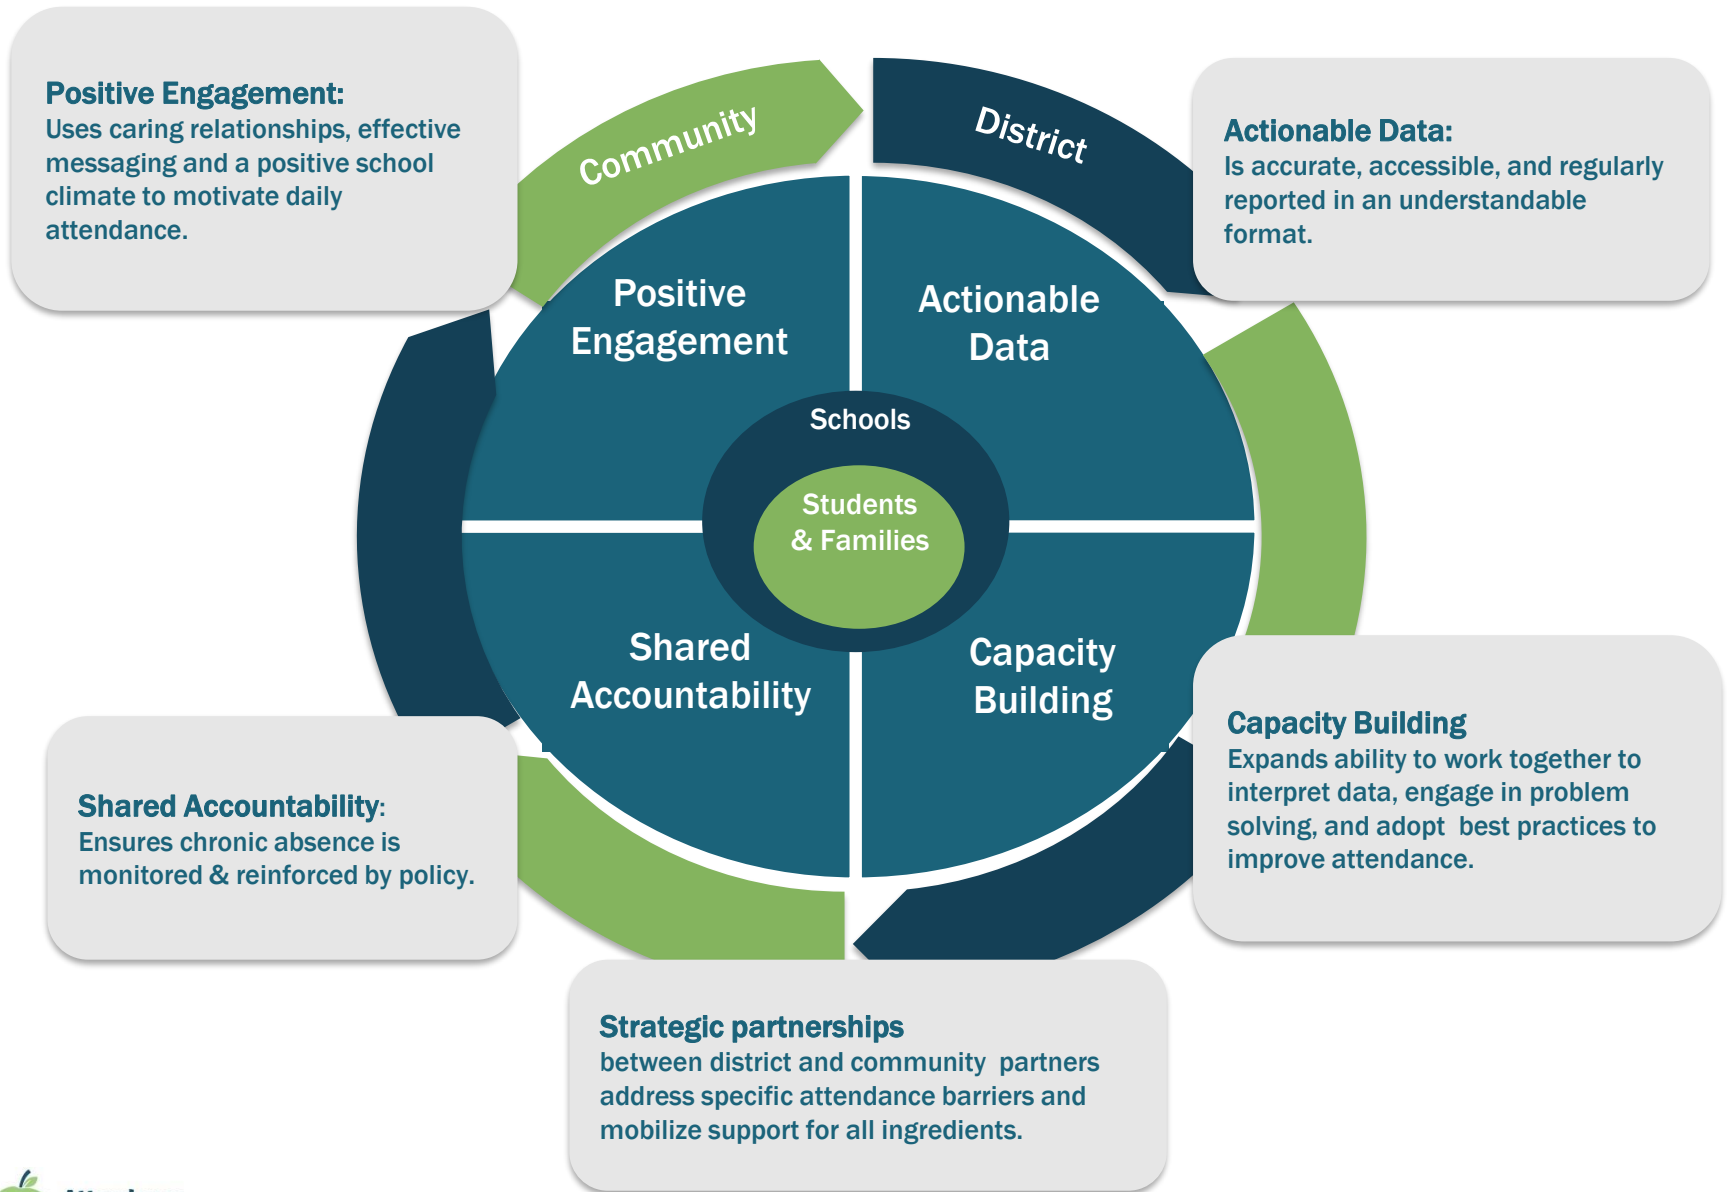 Positive Engagement:
Uses caring relationships, effective
messaging and a positive school
climate to motivate daily
attendance.
Community
District
Actionable Data:
Is accurate, accessible, and regularly
reported in an understandable
format.
Positive
Engagement
Actionable
Data
Schools
Students
& Families
Shared
Accountability
Capacity
Building
Shared Accountability:
Ensures chronic absence is
monitored & reinforced by policy.
Capacity Building
Expands ability to work together to
interpret data, engage in problem
solving, and adopt  best practices to
improve attendance.
Strategic partnerships
between district and community  partners
address specific attendance barriers and
mobilize support for all ingredients.